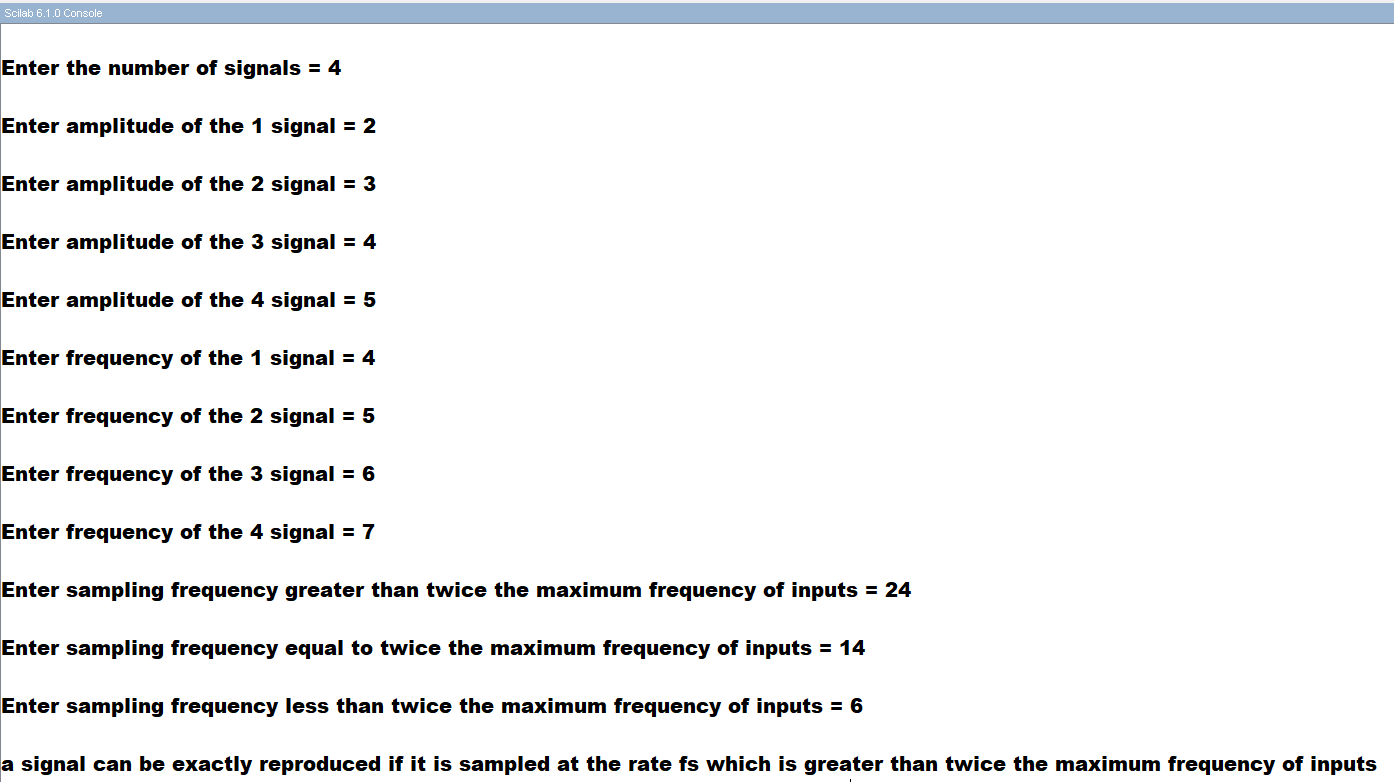 Scilab 6.1.0 Console
Enter the number of signals = 4
Enter amplitude of the 1 signal = 2
Enter amplitude of the 2 signal = 3
Enter amplitude of the 3 signal = 4
Enter amplitude of the 4 signal = 5
Enter frequency of the 1 signal = 4
Enter frequency of the 2 signal = 5
Enter frequency of the 3 signal = 6
Enter frequency of the 4 signal = 7
Enter sampling frequency greater than twice the maximum frequency of inputs = 24
Enter sampling frequency equal to twice the maximum frequency of inputs = 14
Enter sampling frequency less than twice the maximum frequency of inputs = 6
a signal can be exactly reproduced if it is sampled at the rate fs which is greater than twice the maximum frequency of inputs